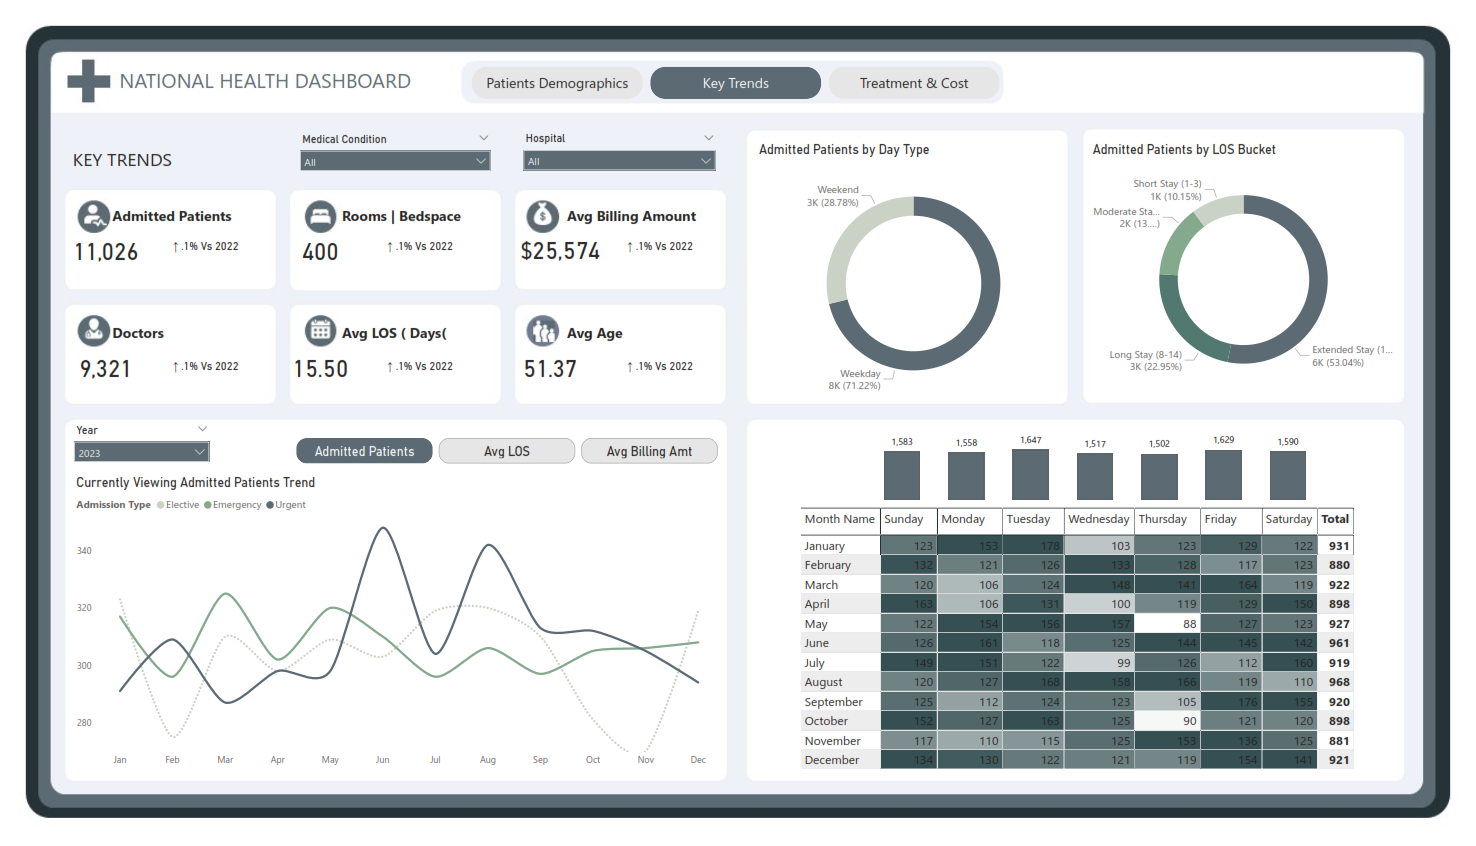 NATIONAL HEALTH DASHBOARD
Patients Demographics
Key Trends
Treatment & Cost
KEY TRENDS
Medical Condition
All
Hospital
All
Admitted Patients
11,026
↑.1% Vs 2022
Rooms | Bedspace
400
↑.1% Vs 2022
Avg Billing Amount
$25,574
↑.1% Vs 2022
Doctors
9,321
↑.1% Vs 2022
Avg LOS ( Days(
15.50
↑.1% Vs 2022
Avg Age
51.37
↑.1% Vs 2022
Admitted Patients by Day Type
Weekend
3K (28.78%)
Weekday
8K (71.22%)
Admitted Patients by LOS Bucket
Short Stay (1-3)
1K (10.15%)
Moderate Sta...
2K (13....)
Long Stay (8-14)
3K (22.95%)
Extended Stay (1...
6K (53.04%)
Year
2023
Admitted Patients
Avg LOS
Avg Billing Amt
Currently Viewing Admitted Patients Trend
Admission Type Elective Emergency Urgent
340
320
300
280
Jan Feb Mar Apr May Jun Jul Aug Sep Oct Nov Dec
1,583 1,558 1,647 1,517 1,502 1,629 1,590
Month Name Sunday Monday Tuesday Wednesday Thursday Friday Saturday Total
January 123 153 178 103 123 129 122 931
February 132 121 126 133 128 117 123 880
March 120 106 124 148 141 164 119 922
April 163 106 131 100 119 129 150 898
May 122 154 156 157 88 127 123 927
June 126 161 118 125 144 145 142 961
July 149 151 122 99 126 112 160 919
August 120 127 168 158 166 119 110 968
September 125 112 124 123 105 176 155 920
October 152 127 163 125 90 121 120 898
November 117 110 115 125 153 136 125 881
December 134 130 122 121 119 154 141 921